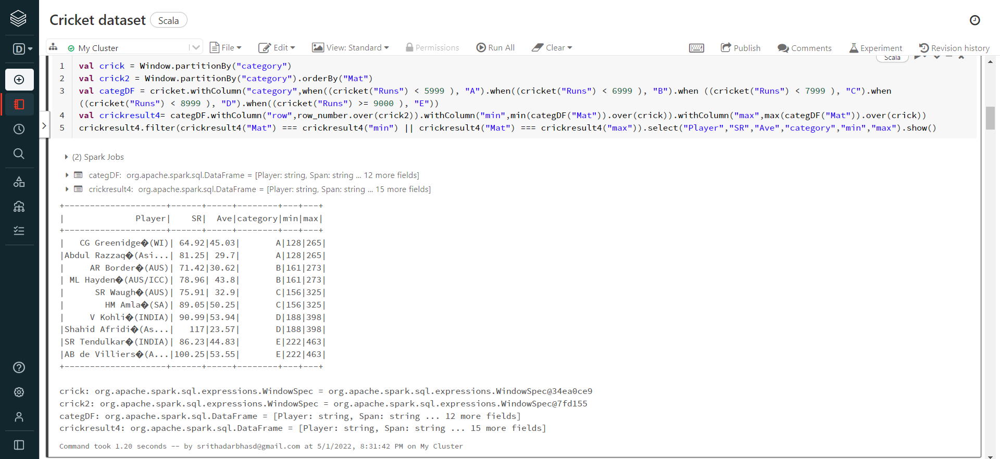 Cricket dataset Scala
My Cluster File Edit View: Standard Permissions Run All Clear Publish Comments Experiment Revision history
D
Scala
1 val crick = Window.partitionBy("category")
2 val crick2 = Window.partitionBy("category").orderBy("Mat")
3 val categDF = cricket.withColumn("category",when((cricket("Runs") < 5999 ), "A").when((cricket("Runs") < 6999 ), "B").when ((cricket("Runs") < 7999 ), "C").when
((cricket("Runs") < 8999 ), "D").when((cricket("Runs") >= 9000 ), "E"))
4 val crickresult4= categDF.withColumn("row",row_number.over(crick2)).withColumn("min",min(categDF("Mat")).over(crick)).withColumn("max",max(categDF("Mat")).over(crick))
5 crickresult4.filter(crickresult4("Mat") === crickresult4("min") || crickresult4("Mat") === crickresult4("max")).select("Player","SR","Ave","category","min","max").show()
(2) Spark Jobs
categDF: org.apache.spark.sql.DataFrame = [Player: string, Span: string ... 12 more fields]
crickresult4: org.apache.spark.sql.DataFrame = [Player: string, Span: string ... 15 more fields]
+--------------------+------+-----+--------+---+---+
|              Player|    SR|  Ave|category|min|max|
+--------------------+------+-----+--------+---+---+
|   CG Greenidge�(WI)| 64.92|45.03|       A|128|265|
|Abdul Razzaq�(Asi...| 81.25| 29.7|       A|128|265|
|     AR Border�(AUS)| 71.42|30.62|       B|161|273|
| ML Hayden�(AUS/ICC)| 78.96| 43.8|       B|161|273|
|      SR Waugh�(AUS)| 75.91| 32.9|       C|156|325|
|        HM Amla�(SA)| 89.05|50.25|       C|156|325|
|     V Kohli�(INDIA)| 90.99|53.94|       D|188|398|
|Shahid Afridi�(As...|   117|23.57|       D|188|398|
|SR Tendulkar�(INDIA)| 86.23|44.83|       E|222|463|
|AB de Villiers�(A...|100.25|53.55|       E|222|463|
+--------------------+------+-----+--------+---+---+
crick: org.apache.spark.sql.expressions.WindowSpec = org.apache.spark.sql.expressions.WindowSpec@34ea0ce9
crick2: org.apache.spark.sql.expressions.WindowSpec = org.apache.spark.sql.expressions.WindowSpec@7fd155
categDF: org.apache.spark.sql.DataFrame = [Player: string, Span: string ... 12 more fields]
crickresult4: org.apache.spark.sql.DataFrame = [Player: string, Span: string ... 15 more fields]
Command took 1.20 seconds -- by srithadarbhasd@gmail.com at 5/1/2022, 8:31:42 PM on My Cluster